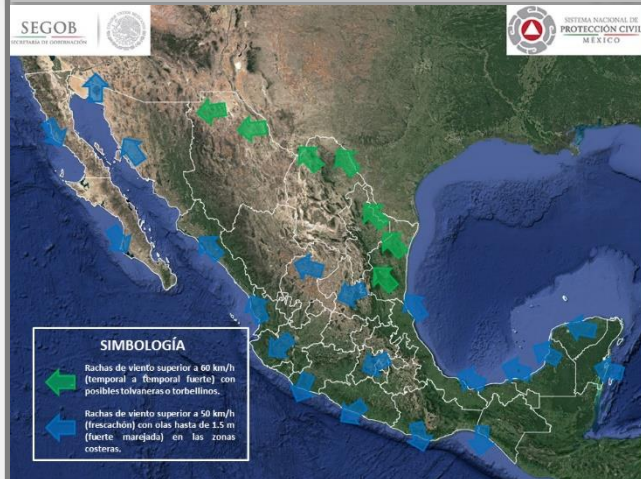 SEGOB
SECRETARÍA DE GOBERNACIÓN
SISTEMA NACIONAL DE
PROTECCIÓN CIVIL
MÉXICO
SIMBOLOGÍA
Rachas de viento superior a 60 km/h
(temporal a temporal fuerte) con
posibles tolvaneras o torbellinos.
Rachas de viento superior a 50 km/h
(frescachón) con olas hasta de 1.5 m
(fuerte marejada) en las zonas
costeras.